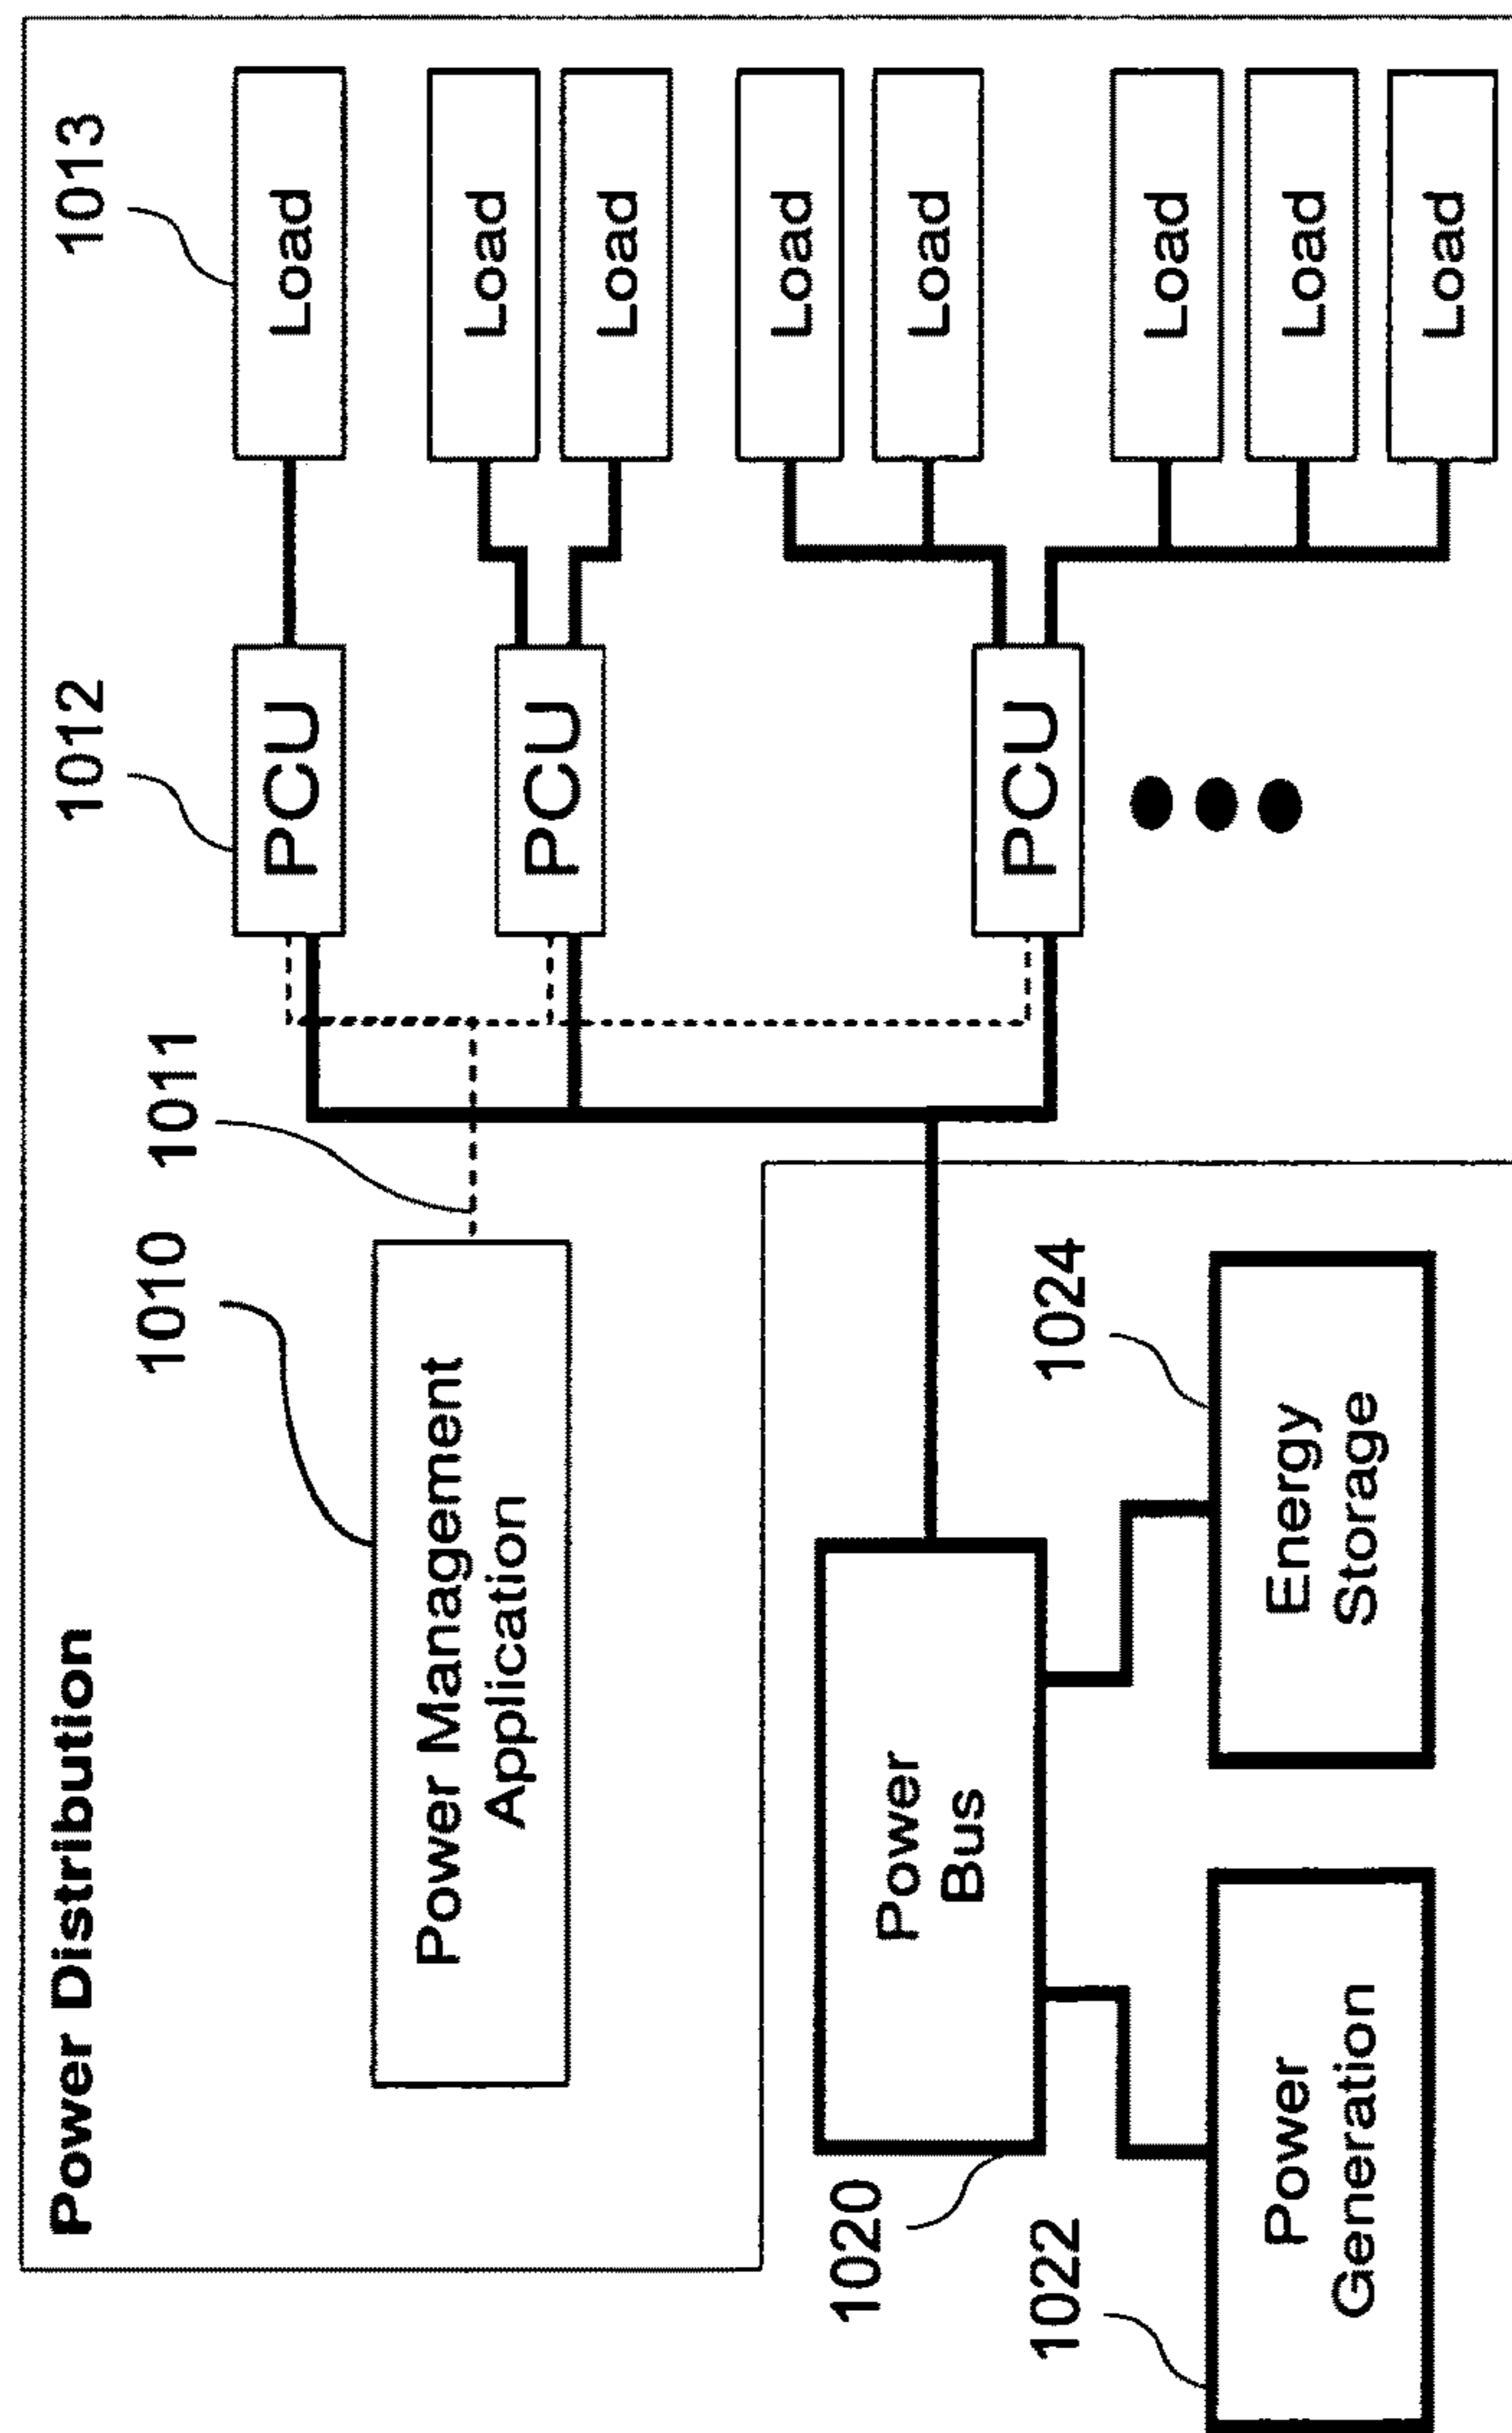 Power Distribution
1010
Power Management
Application
1011
1012
PCU
PCU
PCU
1013
Load
Load
Load
Load
Load
Load
Load
Load
1020
Power
Bus
1022
Power
Generation
1024
Energy
Storage